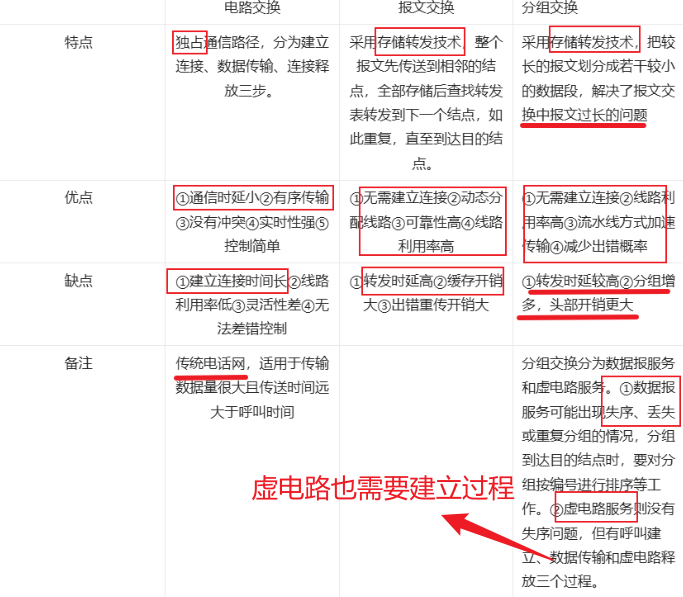 电路交换 报文交换 分组交换
特点
独占通信路径，分为建立
连接、数据传输、连接释
放三步。
采用存储转发技术，整个
报文先传送到相邻的结
点，全部存储后查找转发
表转发到下一个结点，如
此重复，直至到达目的结
点。
采用存储转发技术，把较
长的报文划分成若干较小
的数据段，解决了报文交
换中报文过长的问题
优点
①通信时延小②有序传输
③没有冲突④实时性强⑤
控制简单
①无需建立连接②动态分
配线路③可靠性高④线路
利用率高
①无需建立连接②线路利
用率高③流水线方式加速
传输④减少出错概率
缺点
①建立连接时间长②线路
利用率低③灵活性差④无
法差错控制
①转发时延高②缓存开销
大③出错重传开销大
①转发时延较高②分组增
多，头部开销更大
备注
传统电话网，适用于传输
数据量很大且传送时间远
大于呼叫时间
分组交换分为数据报服务
和虚电路服务。①数据报
服务可能出现失序、丢失
或重复分组的情况，分组
到达目的结点时，要对分
组按编号进行排序等工
作。②虚电路服务则没有
失序问题，但有呼叫建
立、数据传输和虚电路释
放三个过程。
虚电路也需要建立过程